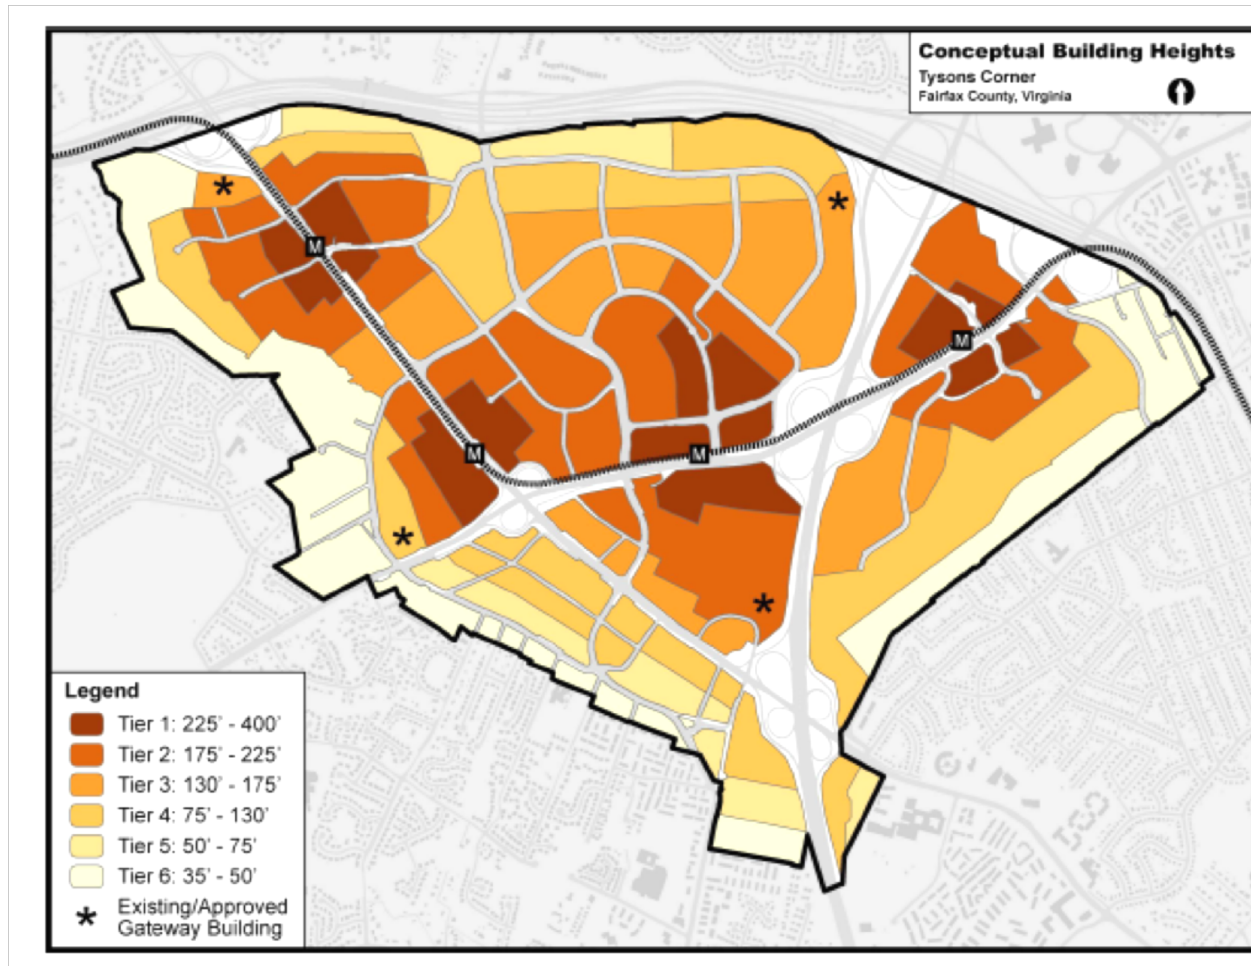 Conceptual Building Heights
Tysons Corner
Fairfax County, Virginia
M
M
M
M
*
*
*
*
Legend
Tier 1: 225' - 400'
Tier 2: 175' - 225'
Tier 3: 130' - 175'
Tier 4: 75' - 130'
Tier 5: 50' - 75'
Tier 6: 35' - 50'
* Existing/Approved
Gateway Building